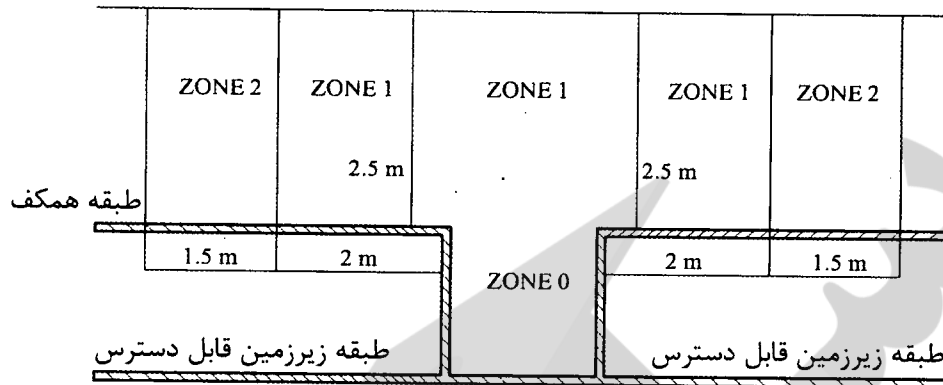 ZONE 2 ZONE 1 ZONE 1 ZONE 1 ZONE 2
2.5 m 2.5 m
طبقه همکف
1.5 m 2 m 2 m 1.5 m
ZONE 0
طبقه زیرزمین قابل دسترس طبقه زیرزمین قابل دسترس